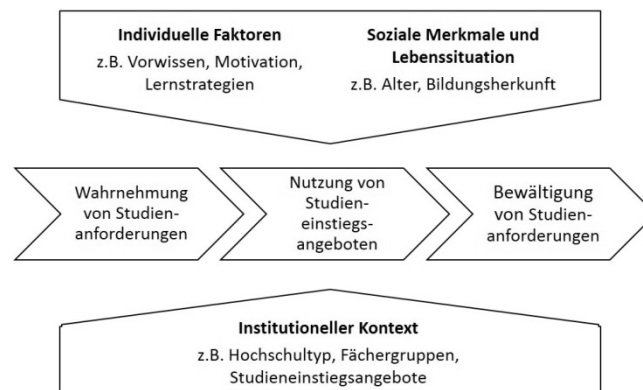 Individuelle Faktoren
z.B. Vorwissen, Motivation,
Lernstrategien
Soziale Merkmale und
Lebenssituation
z.B. Alter, Bildungsherkunft
Wahrnehmung
von Studien-
anforderungen
Nutzung von
Studien-
einstiegs-
angeboten
Bewältigung
von Studien-
anforderungen
Institutioneller Kontext
z.B. Hochschultyp, Fächergruppen,
Studieneinstiegsangebote